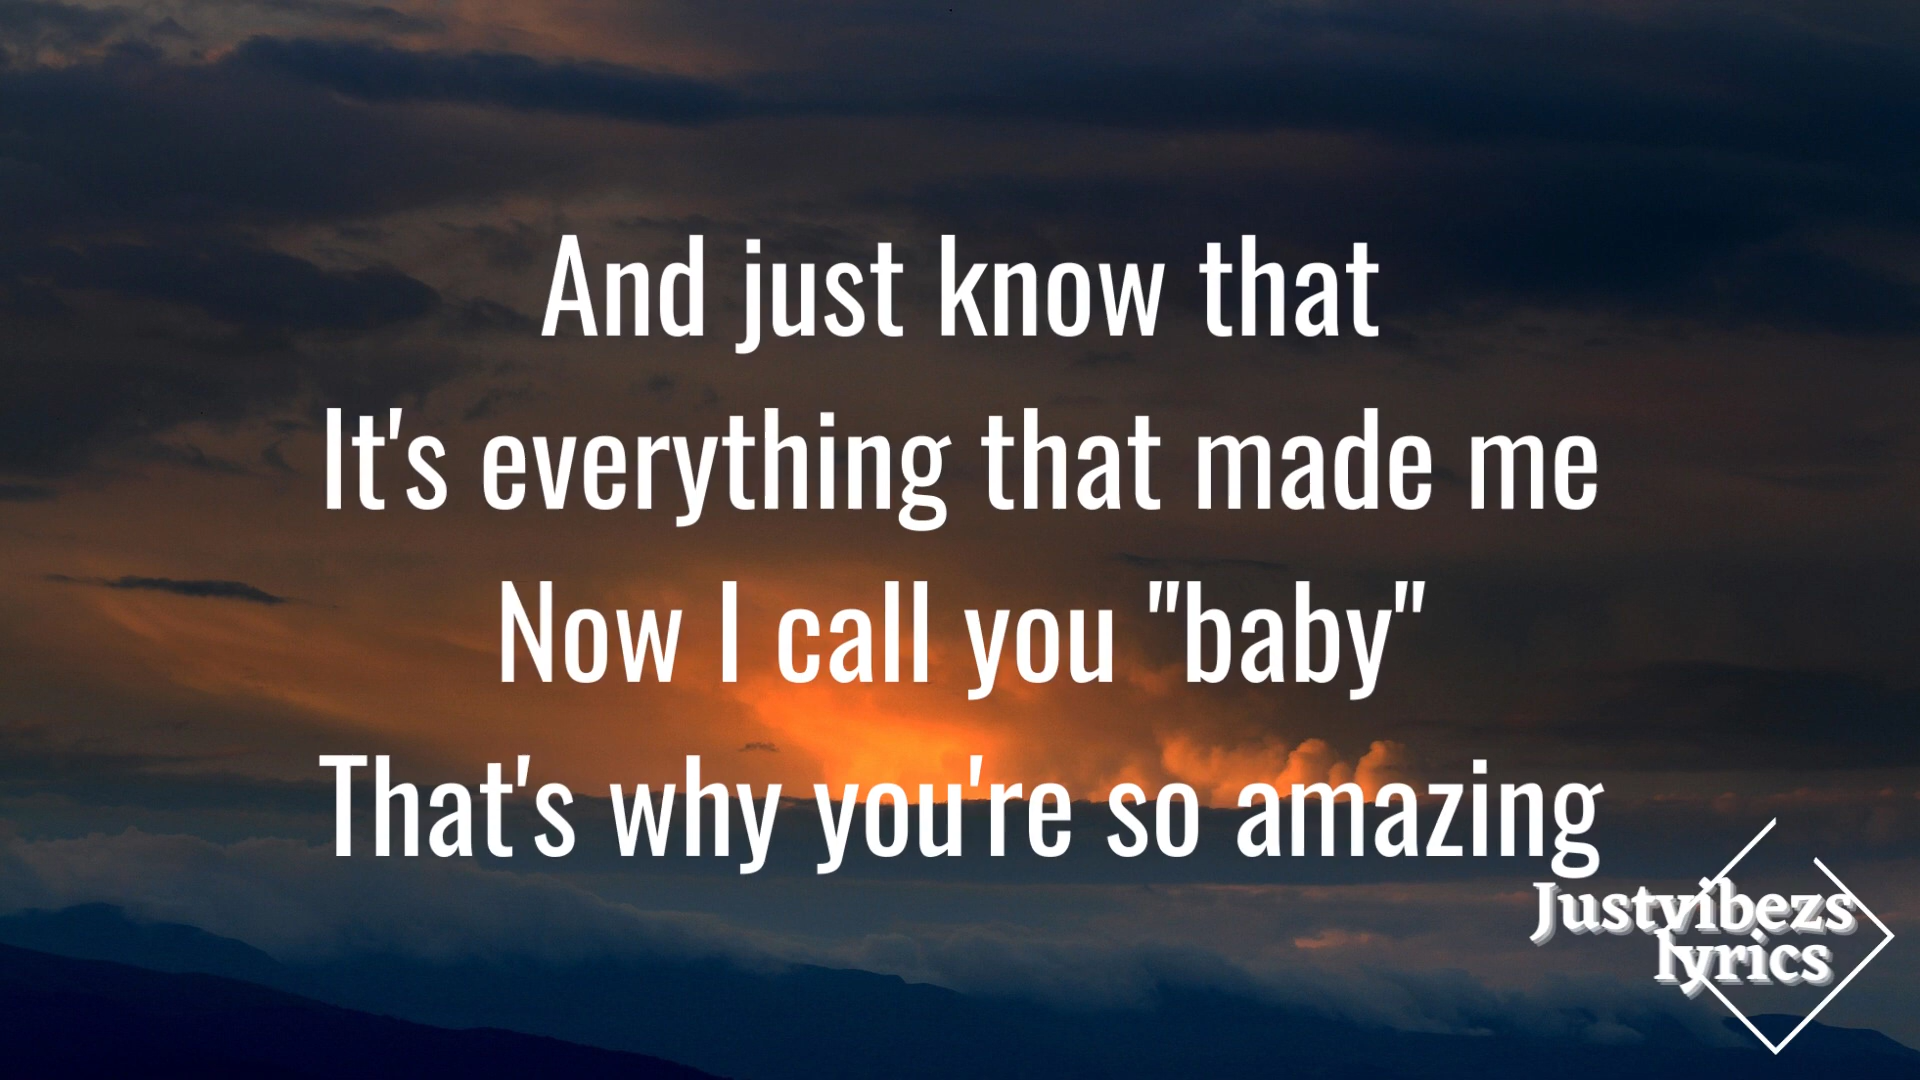 And just know that
It's everything that made me
Now I call you "baby"
That's why you're so amazing
Justvibezs
lyrics